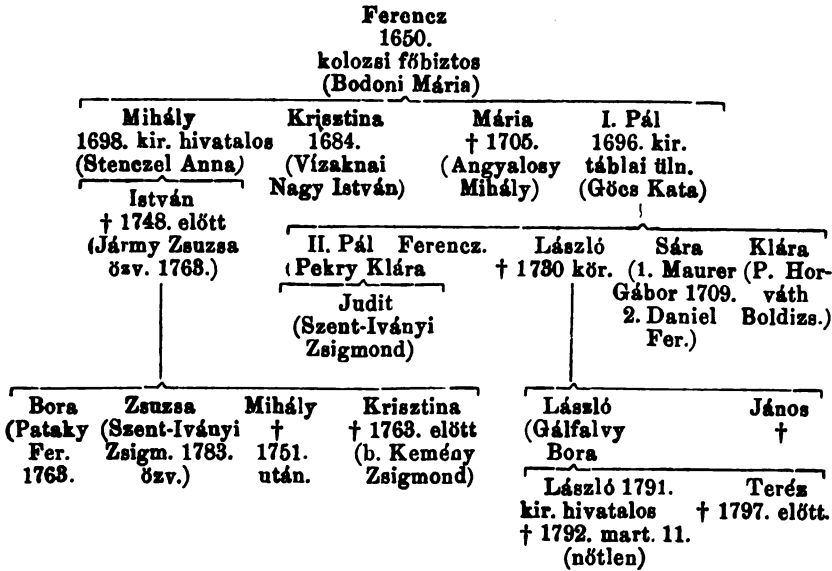 Ferencz
1650.
kolozsi főbiztos
(Bodoni Mária)
Mihály
1698. kir. hivatalos
(Stenczel Anna)
Krisztina
1684.
(Vízaknai
Nagy István)
Mária
† 1705.
(Angyalosy
Mihály)
I. Pál
1696. kir.
táblai üln.
(Göcs Kata)
István
† 1748. előtt
(Jármy Zsuzsa
özv. 1763.)
II. Pál
(Pekry Klára
Ferencz.
László
† 1730 kör.
Sára
(1. Maurer
Gábor 1709.
2. Daniel
Fer.)
Klára
(P. Hor-
váth
Boldizs.)
Judit
(Szent-Iványi
Zsigmond)
Bora
(Pataky
Fer.
1763.
Zsuzsa
(Szent-Iványi
Zsigm. 1783.
özv.)
Mihály
†
1751.
után.
Krisztina
† 1763. előtt
(b. Kemény
Zsigmond)
László
(Gálfalvy
Bora
János
†
László 1791.
kir. hivatalos
† 1792. mart. 11.
(nőtlen)
Teréz
† 1797. előtt.